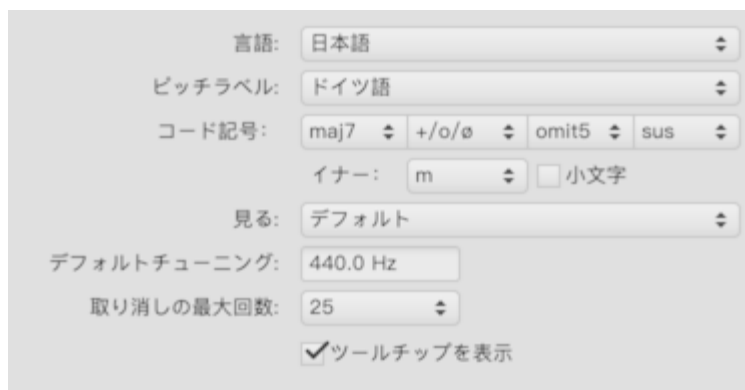 言語: 日本語
ピッチラベル: ドイツ語
コード記号: maj7 +/o/ø omit5 sus
イナー: m 小文字
見る: デフォルト
デフォルトチューニング: 440.0 Hz
取り消しの最大回数: 25
ツールチップを表示